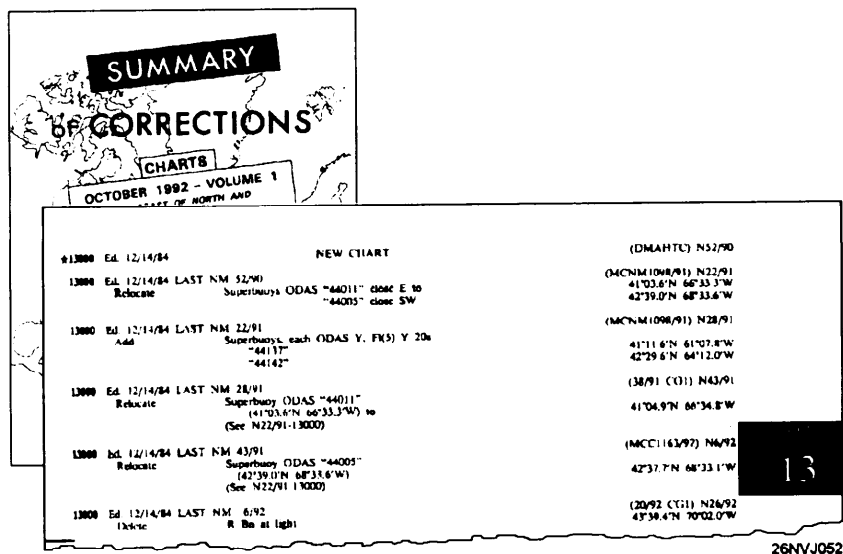 SUMMARY
OF CORRECTIONS
CHARTS
OCTOBER 1992 - VOLUME 1
OF NORTH AND
★13000 Ed. 12/14/84 NEW CHART (DMAHTC) N52/90
13000 Ed. 12/14/84 LAST NM 52/90 (MCNM1098/91) N22/91
Relocate Superbuoys ODAS "44011" close E to 41°03.6'N 66°33.3'W
"44005" close SW 42°39.0'N 68°33.6'W
13000 Ed. 12/14/84 LAST NM 22/91 (MCNM1098/91) N28/91
Add Superbuoys, each ODAS Y, Fl(5) Y 20s
"44137" 41°11.6'N 61°07.8'W
"44142" 42°29.6'N 64°12.0'W
13000 Ed. 12/14/84 LAST NM 28/91 (38/91 CG1) N43/91
Relocate Superbuoy ODAS "44011"
(41°03.6'N 66°33.3'W) to 41°04.9'N 66°34.8'W
(See N22/91-13000)
13000 Ed. 12/14/84 LAST NM 43/91 (MCC1163/92) N6/92
Relocate Superbuoy ODAS "44005"
(42°39.0'N 68°33.6'W) 42°37.7'N 68°33.1'W
(See N22/91 13000)
13
13000 Ed. 12/14/84 LAST NM 6/92 (20/92 CG1) N26/92
Delete R Bn at light 43°39.4'N 70°02.0'W
26NVJ052